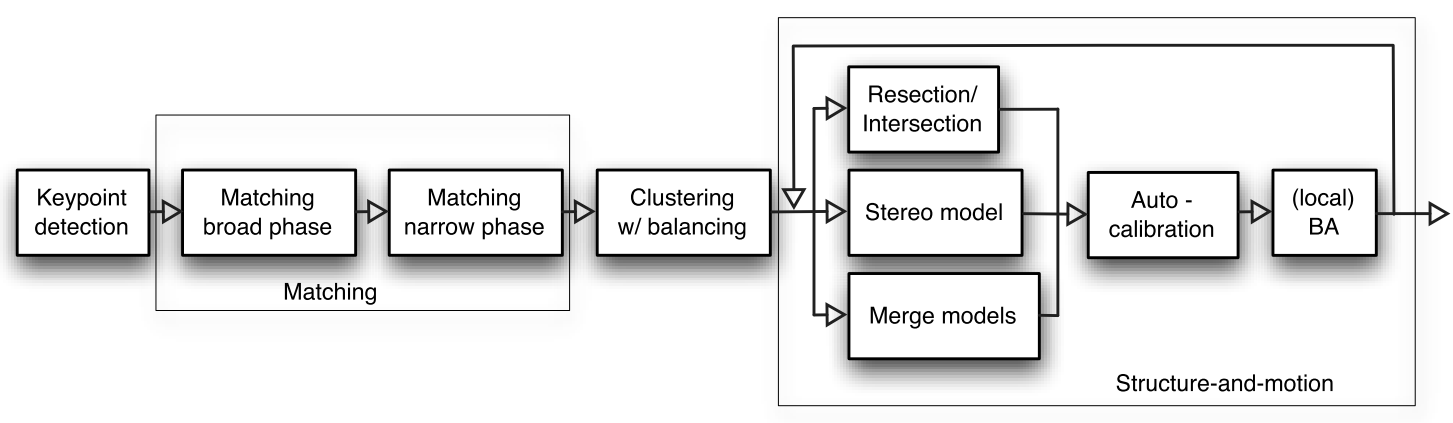 Keypoint
detection
Matching
broad phase
Matching
narrow phase
Matching
Clustering
w/ balancing
Resection/
Intersection
Stereo model
Merge models
Auto -
calibration
(local)
BA
Structure-and-motion